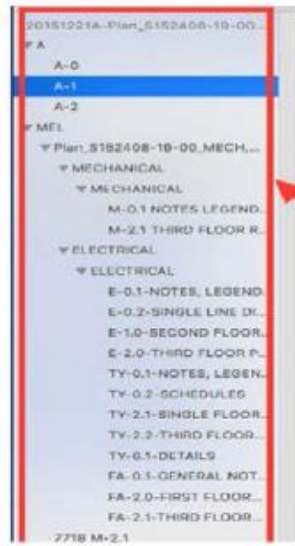 20151221A-Plan_S152408-19-00...
A
A-0
A-1
A-2
MEL
Plan_S152408-19-00_MECH,...
MECHANICAL
MECHANICAL
M-0.1 NOTES LEGEND...
M-2.1 THIRD FLOOR R...
ELECTRICAL
ELECTRICAL
E-0.1-NOTES, LEGEND...
E-0.2-SINGLE LINE DI...
E-1.0-SECOND FLOOR...
E-2.0-THIRD FLOOR P...
TY-0.1-NOTES, LEGEN...
TY-0.2-SCHEDULES
TY-2.1-SINGLE FLOOR...
TY-2.2-THIRD FLOOR...
TY-6.1-DETAILS
FA-0.1-GENERAL NOT...
FA-2.0-FIRST FLOOR...
FA-2.1-THIRD FLOOR...
7718 M+2.1